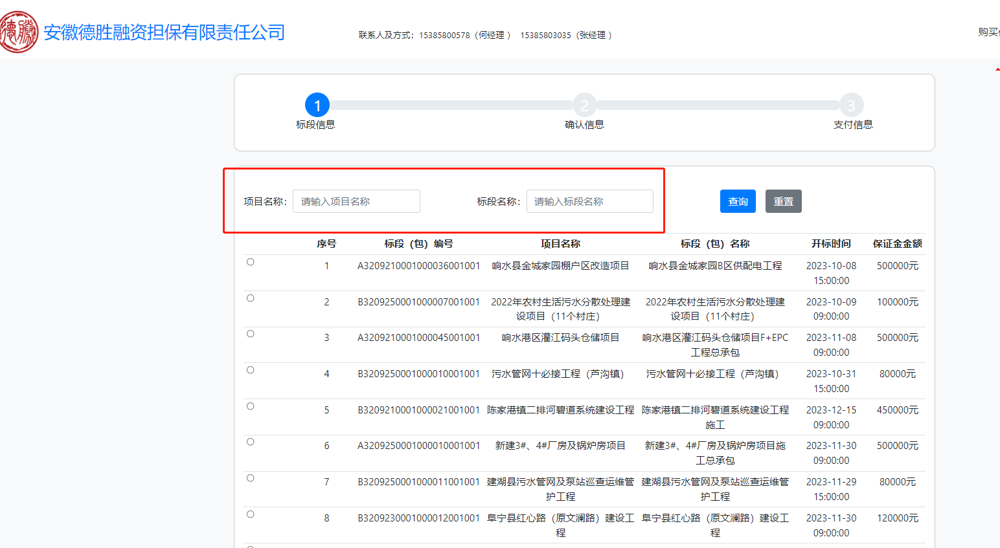 安徽德胜融资担保有限责任公司
联系人及方式：15385800578（何经理 ） 15385803035（张经理 ）
购买
1
2
3
标段信息
确认信息
支付信息
项目名称： 请输入项目名称 标段名称： 请输入标段名称 查询 重置
序号 标段（包）编号 项目名称 标段（包）名称 开标时间 保证金金额
1 A3209210001000036001001 响水县金城家园棚户区改造项目 响水县金城家园B区供配电工程 2023-10-08 500000元
15:00:00
2 B3209250001000007001001 2022年农村生活污水分散处理建 2022年农村生活污水分散处理建 2023-10-09 100000元
设项目（11个村庄） 设项目（11个村庄） 09:00:00
3 A3209210001000045001001 响水港区灌江码头仓储项目 响水港区灌江码头仓储项目F+EPC 2023-11-08 500000元
工程总承包 09:00:00
4 B3209250001000010001001 污水管网十必接工程（芦沟镇） 污水管网十必接工程（芦沟镇） 2023-10-31 80000元
15:00:00
5 B3209210001000021001001 陈家港镇二排河碧道系统建设工程 陈家港镇二排河碧道系统建设工程 2023-12-15 450000元
施工 09:00:00
6 A3209250001000010001001 新建3#、4#厂房及锅炉房项目 新建3#、4#厂房及锅炉房项目施 2023-11-30 500000元
工总承包 09:00:00
7 B3209250001000011001001 建湖县污水管网及泵站巡查运维管 建湖县污水管网及泵站巡查运维管 2023-11-29 80000元
护工程 护工程 15:00:00
8 B3209230001000012001001 阜宁县红心路（原文澜路）建设工 阜宁县红心路（原文澜路）建设工 2023-11-30 120000元
程 程 09:00:00